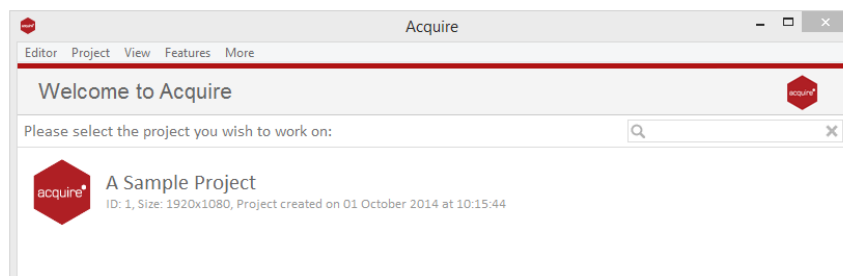 Acquire
Editor Project View Features More
Welcome to Acquire
acquire
Please select the project you wish to work on:
acquire
A Sample Project
ID: 1, Size: 1920x1080, Project created on 01 October 2014 at 10:15:44